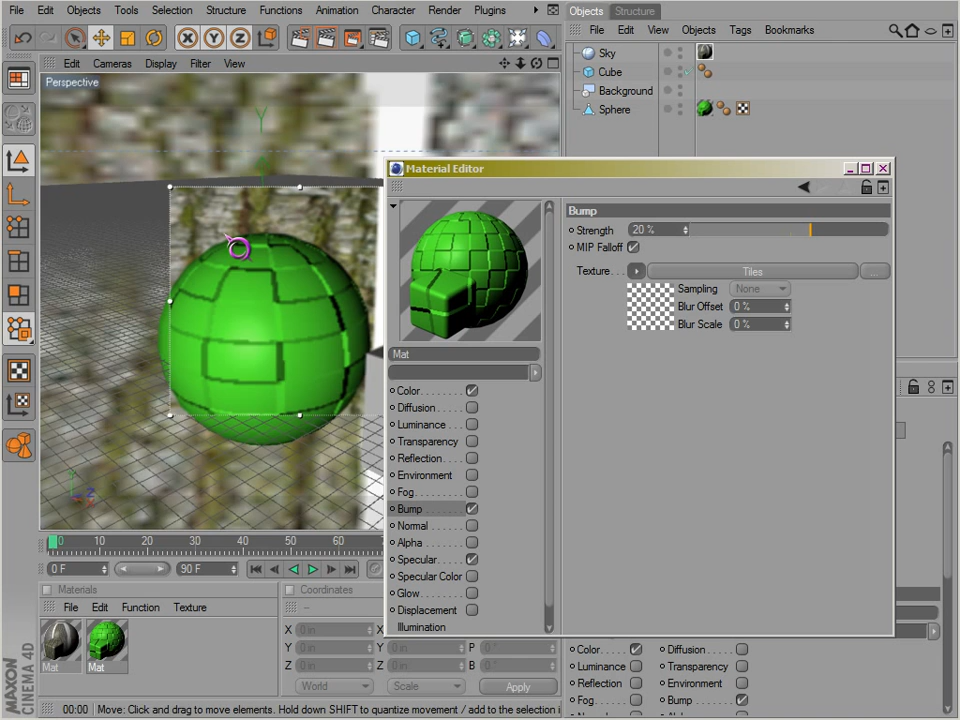 File Edit Objects Tools Selection Structure Functions Animation Character Render Plugins
Objects Structure
File Edit View Objects Tags Bookmarks
X Y Z
Sky
Cube
Background
Sphere
Edit Cameras Display Filter View
Perspective
Y
Z
Material Editor
Bump
Strength 20 %
MIP Falloff
Texture. . . Tiles ...
Sampling None
Blur Offset 0 %
Blur Scale 0 %
Mat
Color
Diffusion
Luminance
Transparency
Reflection
Environment
Fog
Bump
Normal
Alpha
Specular
Specular Color
Glow
Displacement
Illumination
0 10 20 30 40 50 60
0 F 90 F
Materials
File Edit Function Texture
Mat Mat
Coordinates
--
X 0 in X
Y 0 in Y 0 in P 0 °
Z 0 in Z 0 in B 0 °
World Scale Apply
Color Diffusion
Luminance Transparency
Reflection Environment
Fog Bump
MAXON
CINEMA 4D
00:00 Move: Click and drag to move elements. Hold down SHIFT to quantize movement / add to the selection i